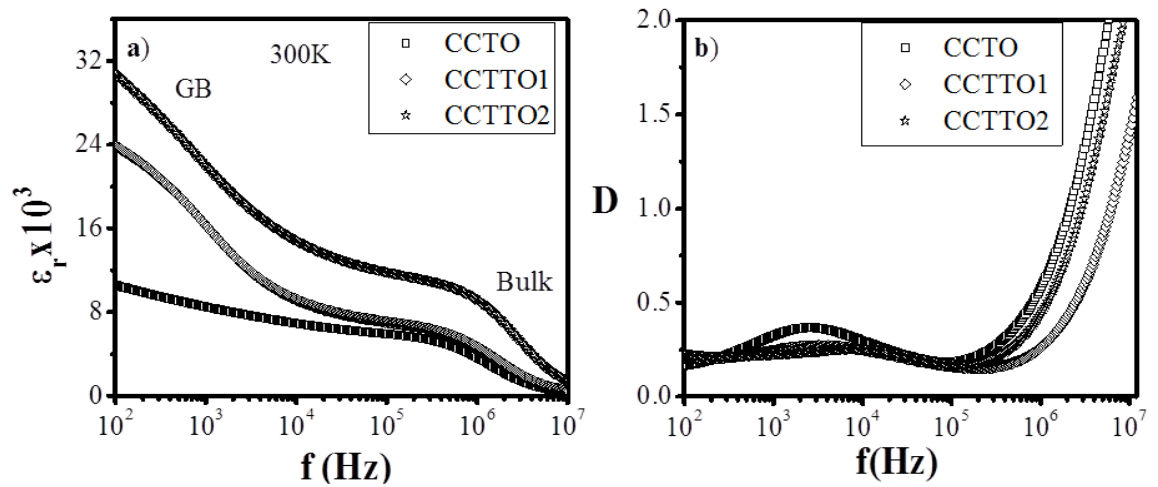 a)
300K
CCTO
CCTTO1
CCTTO2
GB
Bulk
32
24
16
8
0
10² 10³ 10⁴ 10⁵ 10⁶ 10⁷
f (Hz)
εᵣx10³
b)
CCTO
CCTTO1
CCTTO2
2.0
1.5
1.0
0.5
0.0
10² 10³ 10⁴ 10⁵ 10⁶ 10⁷
f(Hz)
D